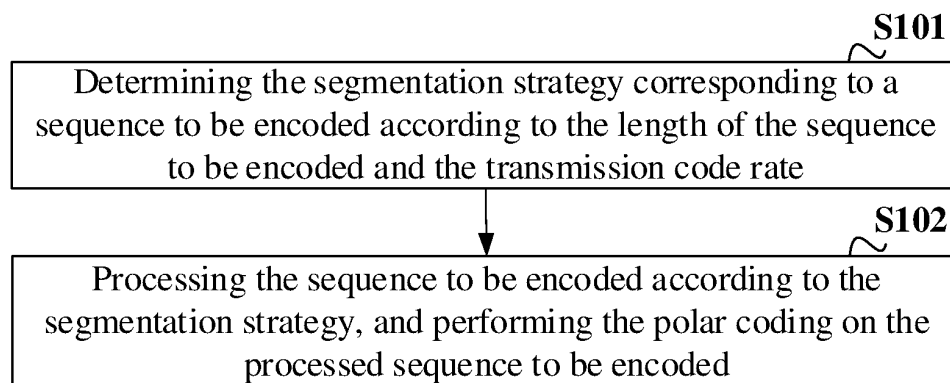 S101
Determining the segmentation strategy corresponding to a
sequence to be encoded according to the length of the sequence
to be encoded and the transmission code rate
S102
Processing the sequence to be encoded according to the
segmentation strategy, and performing the polar coding on the
processed sequence to be encoded